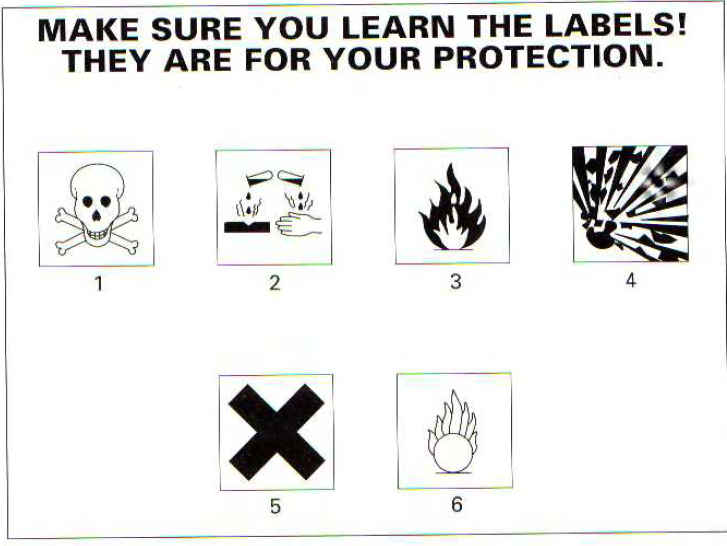 MAKE SURE YOU LEARN THE LABELS!
THEY ARE FOR YOUR PROTECTION.
1 2 3 4
5 6